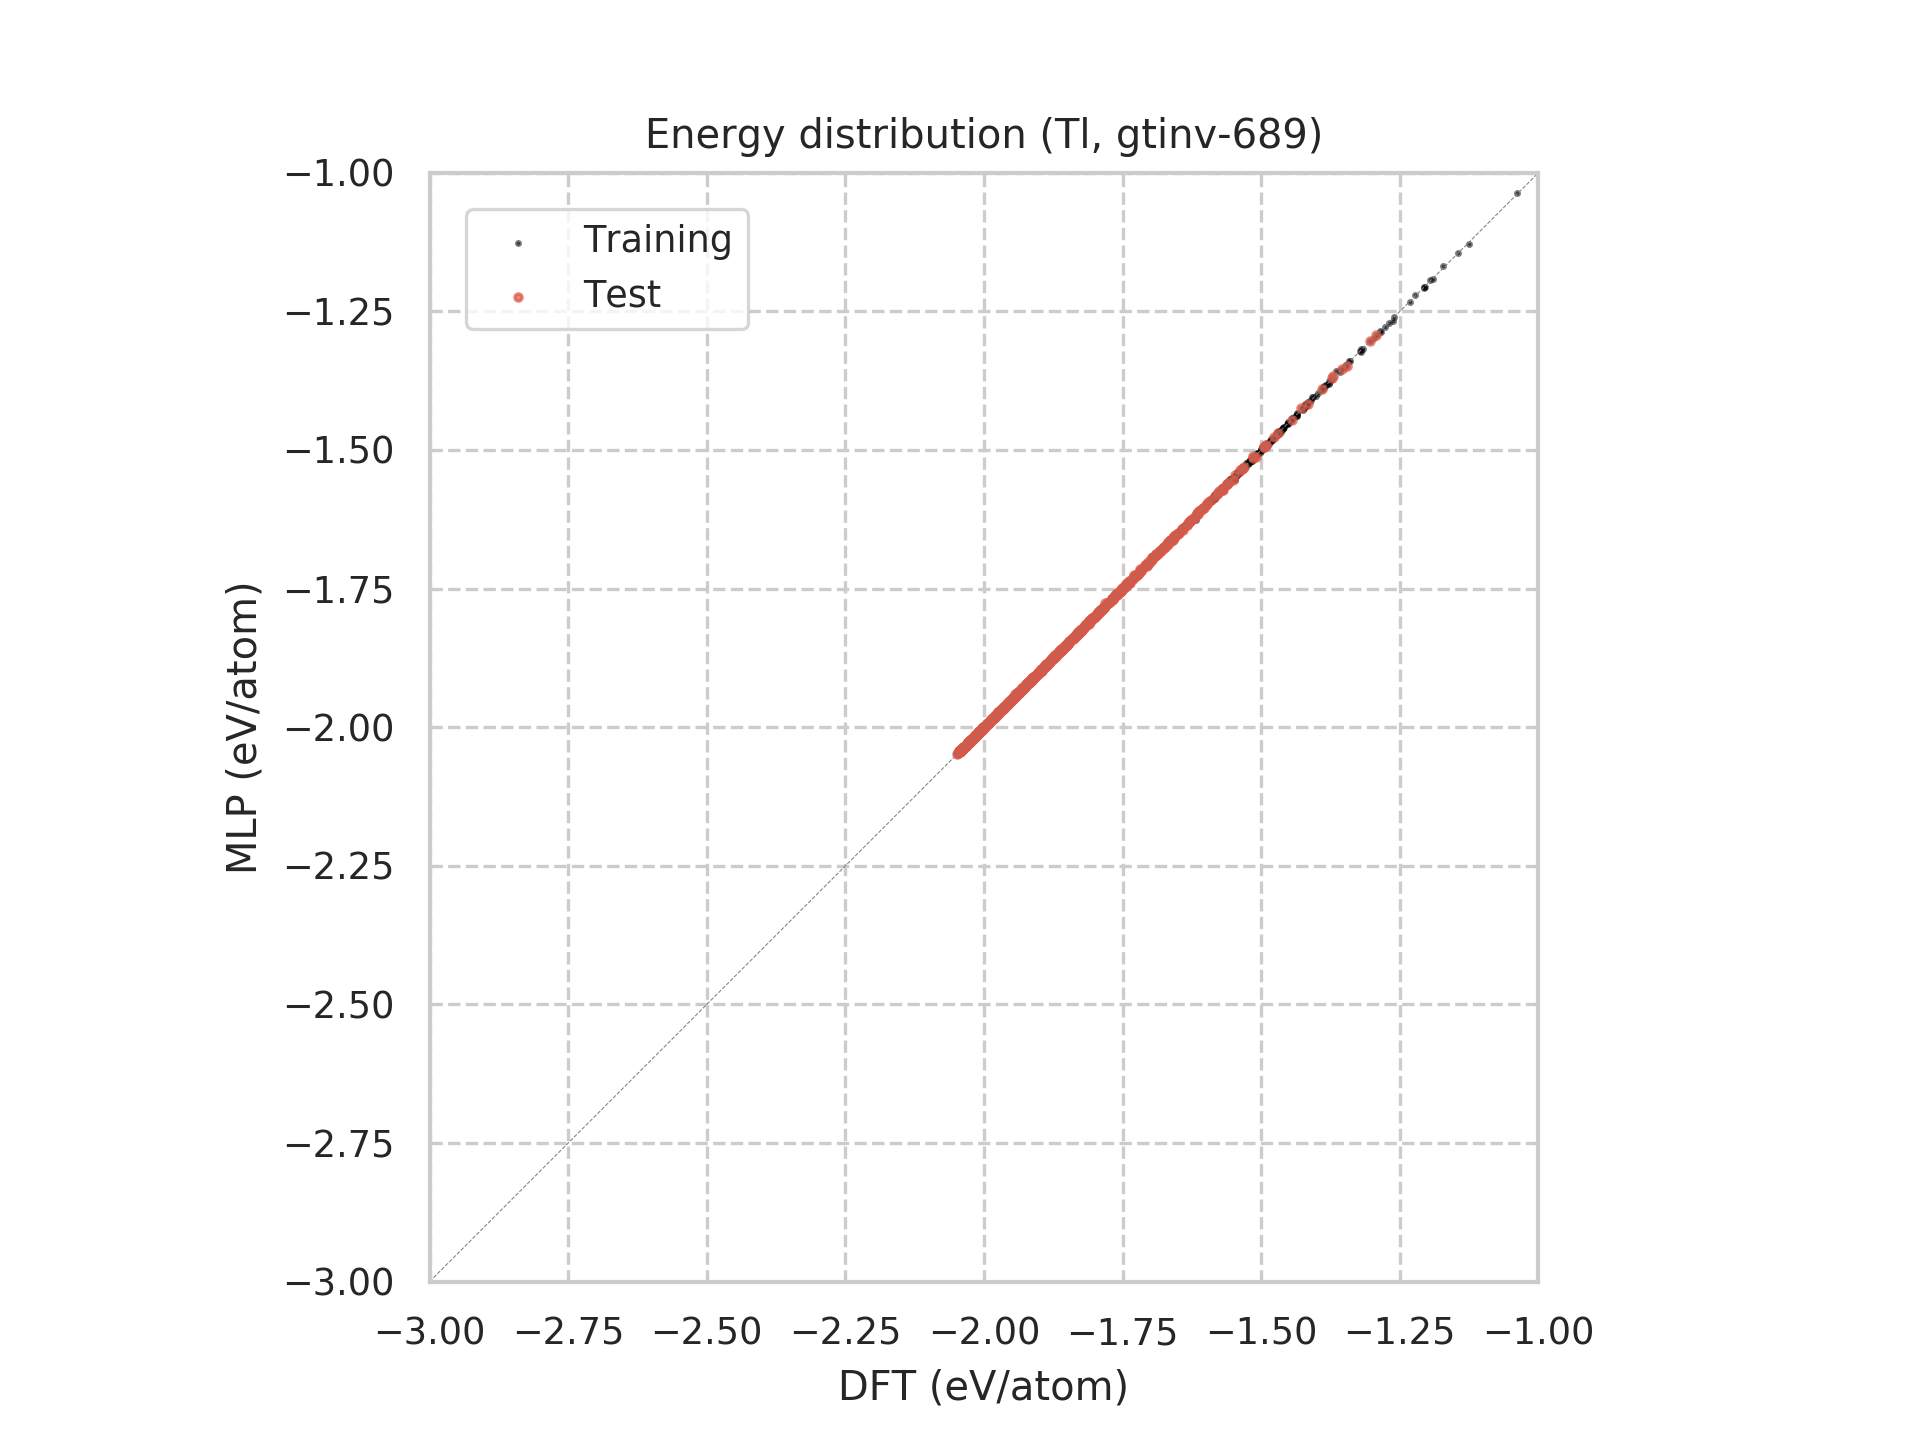 Energy distribution (Tl, gtinv-689)
Training
Test
−1.00
−1.25
−1.50
−1.75
−2.00
−2.25
−2.50
−2.75
−3.00
MLP (eV/atom)
−3.00 −2.75 −2.50 −2.25 −2.00 −1.75 −1.50 −1.25 −1.00
DFT (eV/atom)